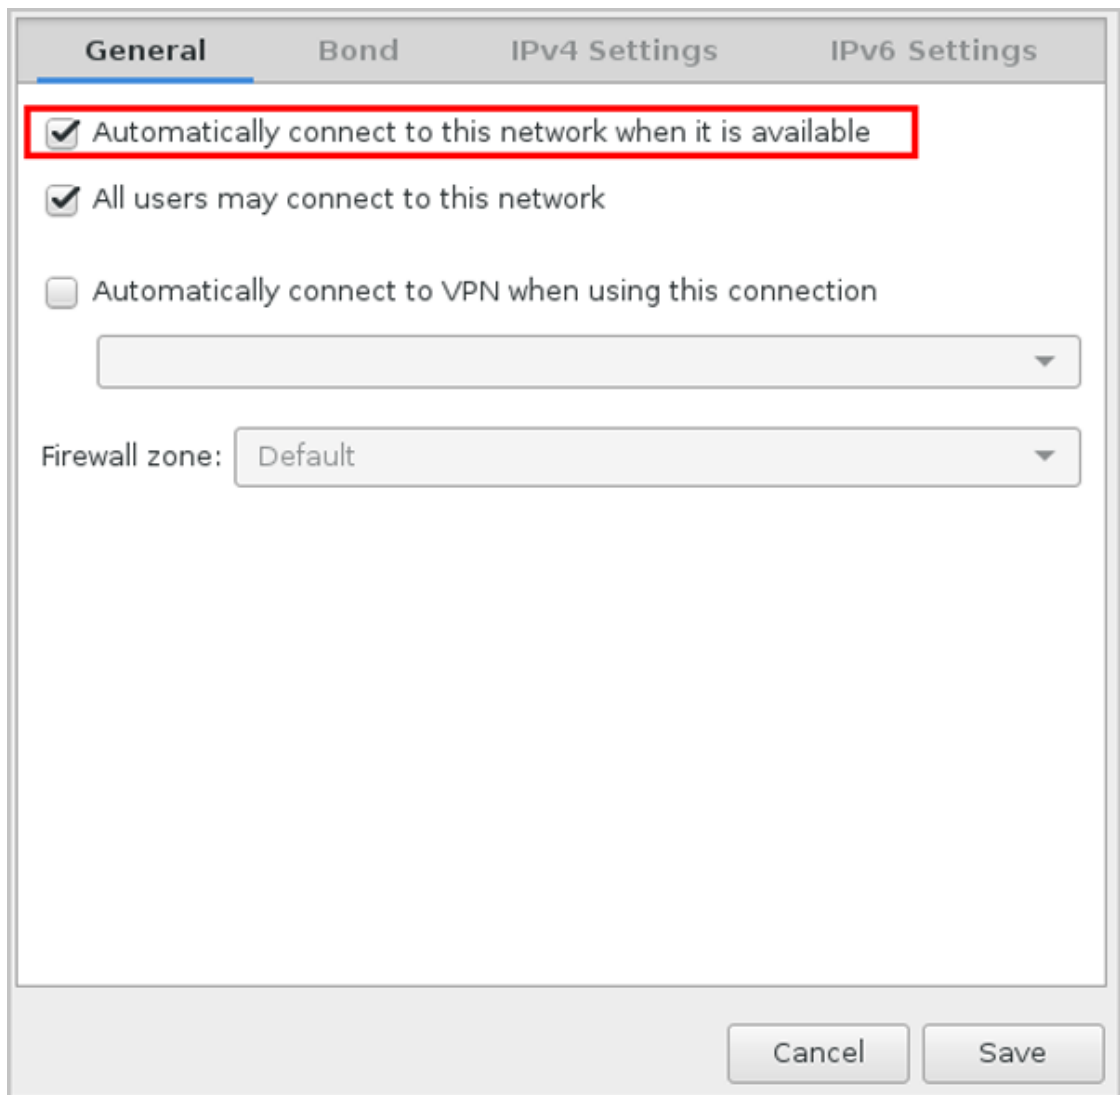 General Bond IPv4 Settings IPv6 Settings
Automatically connect to this network when it is available
All users may connect to this network
Automatically connect to VPN when using this connection
Firewall zone: Default
Cancel Save